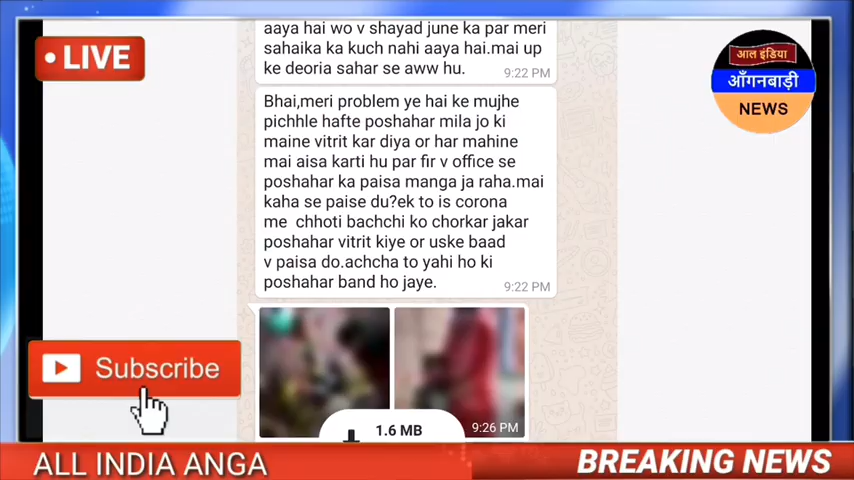 aaya hai wo v shayad june ka par meri
sahaika ka kuch nahi aaya hai.mai up
ke deoria sahar se aww hu.
9:22 PM
• LIVE
आल इंडिया
आँगनबाड़ी
NEWS
Bhai,meri problem ye hai ke mujhe
pichhle hafte poshahar mila jo ki
maine vitrit kar diya or har mahine
mai aisa karti hu par fir v office se
poshahar ka paisa manga ja raha.mai
kaha se paise du?ek to is corona
me chhoti bachchi ko chorkar jakar
poshahar vitrit kiye or uske baad
v paisa do.achcha to yahi ho ki
poshahar band ho jaye.
9:22 PM
Subscribe
1.6 MB
9:26 PM
ALL INDIA ANGA
BREAKING NEWS